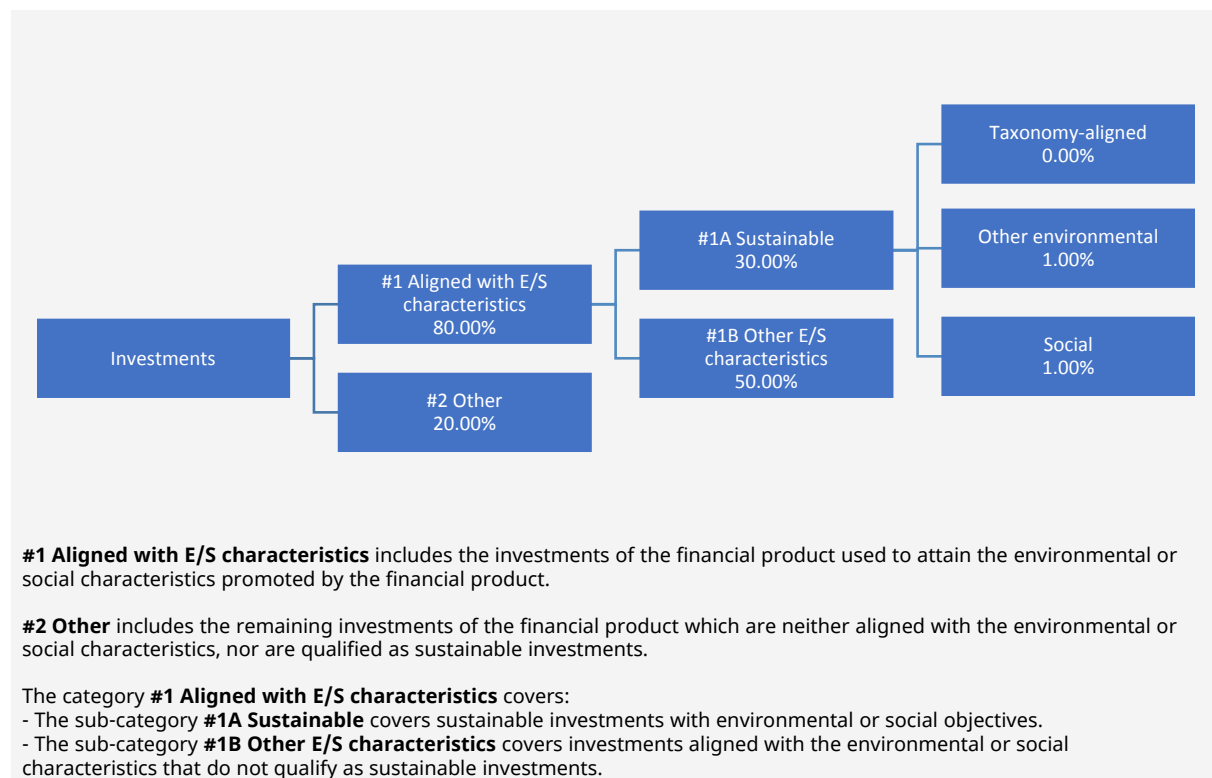 Investments
#1 Aligned with E/S
characteristics
80.00%
#2 Other
20.00%
#1A Sustainable
30.00%
#1B Other E/S
characteristics
50.00%
Taxonomy-aligned
0.00%
Other environmental
1.00%
Social
1.00%
#1 Aligned with E/S characteristics includes the investments of the financial product used to attain the environmental or
social characteristics promoted by the financial product.
#2 Other includes the remaining investments of the financial product which are neither aligned with the environmental or
social characteristics, nor are qualified as sustainable investments.
The category #1 Aligned with E/S characteristics covers:
- The sub-category #1A Sustainable covers sustainable investments with environmental or social objectives.
- The sub-category #1B Other E/S characteristics covers investments aligned with the environmental or social
characteristics that do not qualify as sustainable investments.